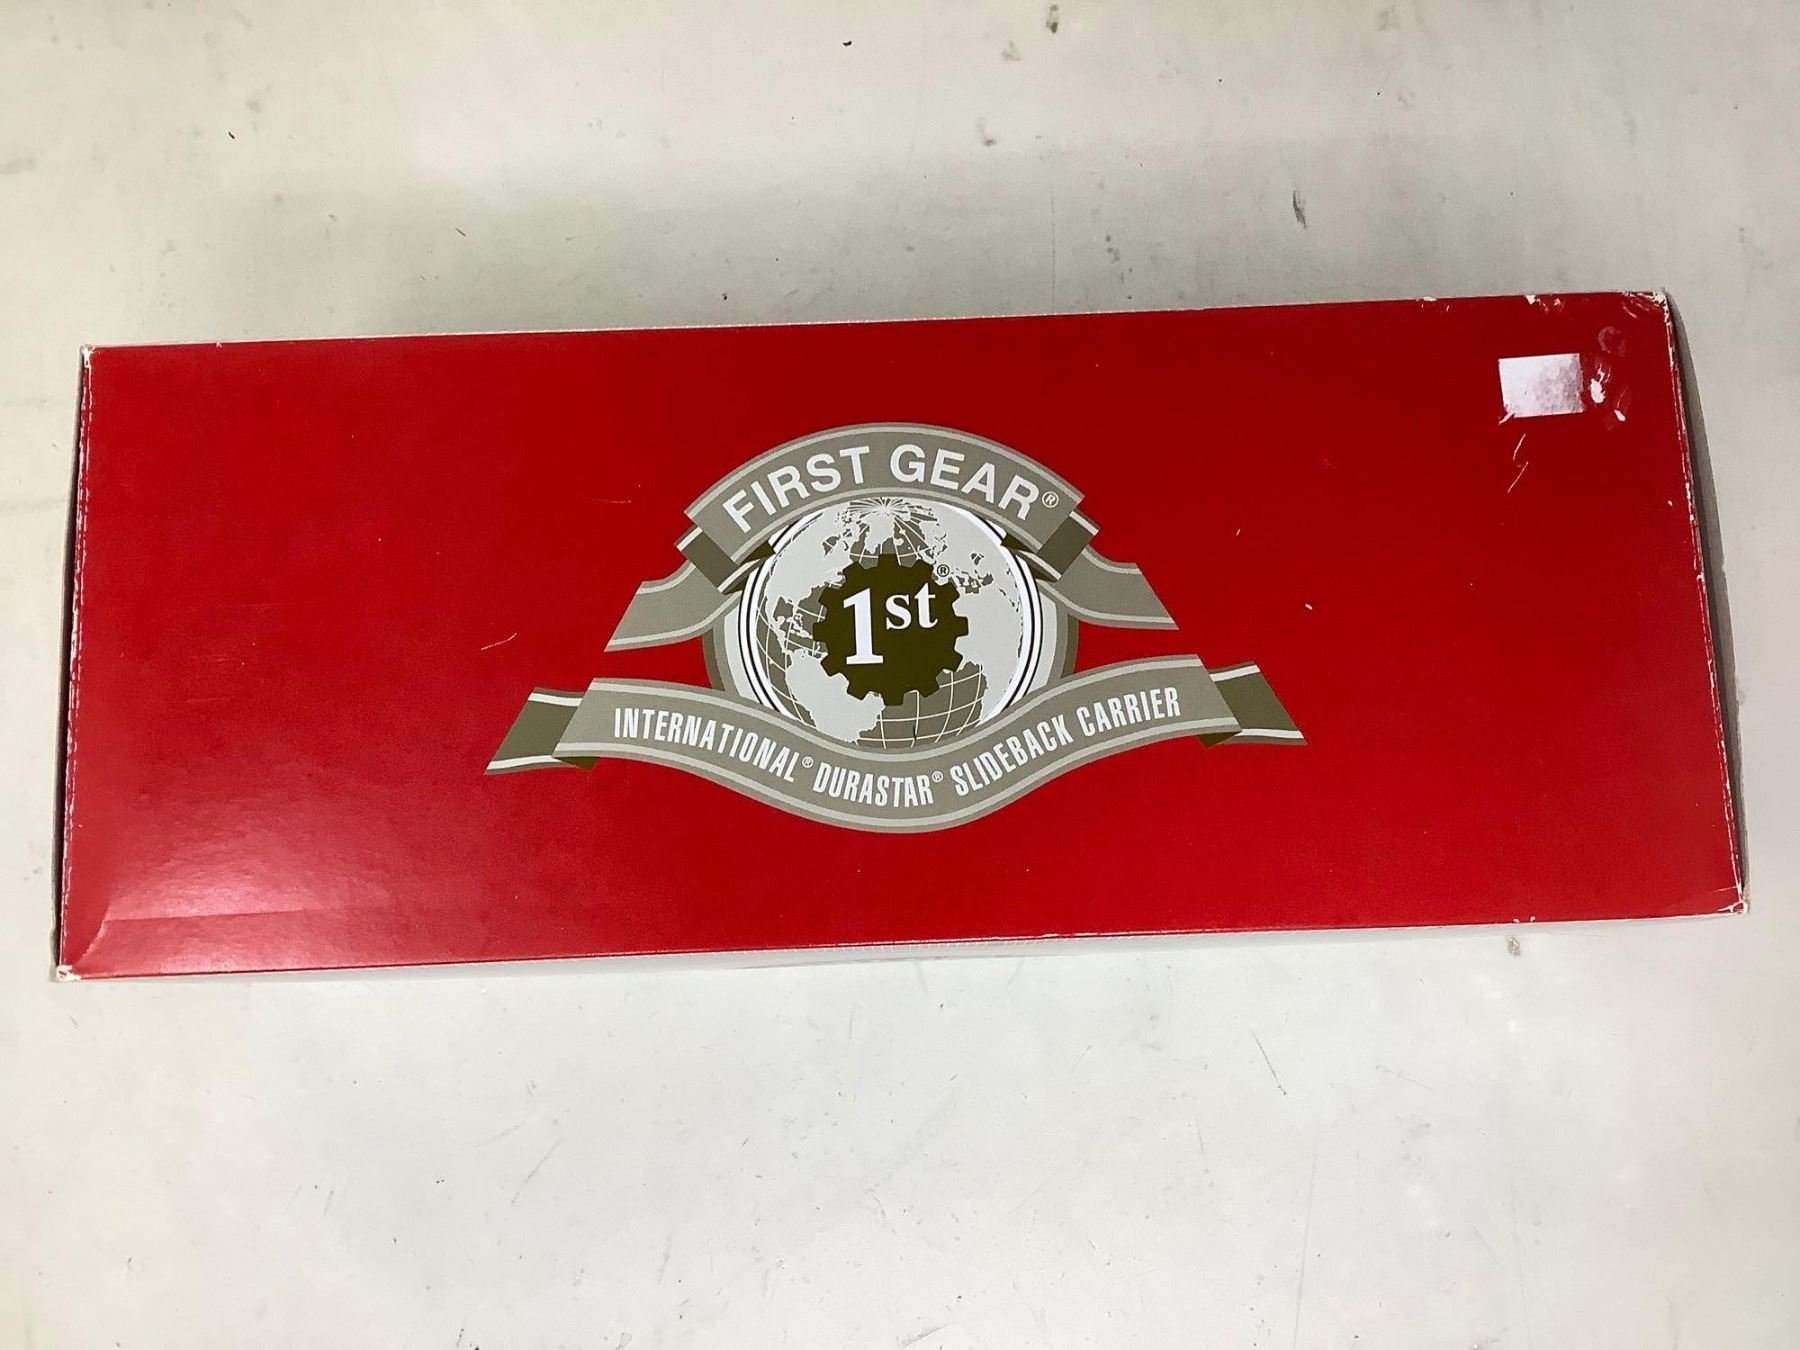 FIRST GEAR®
1st ®
INTERNATIONAL® DURASTAR® SLIDEBACK CARRIER